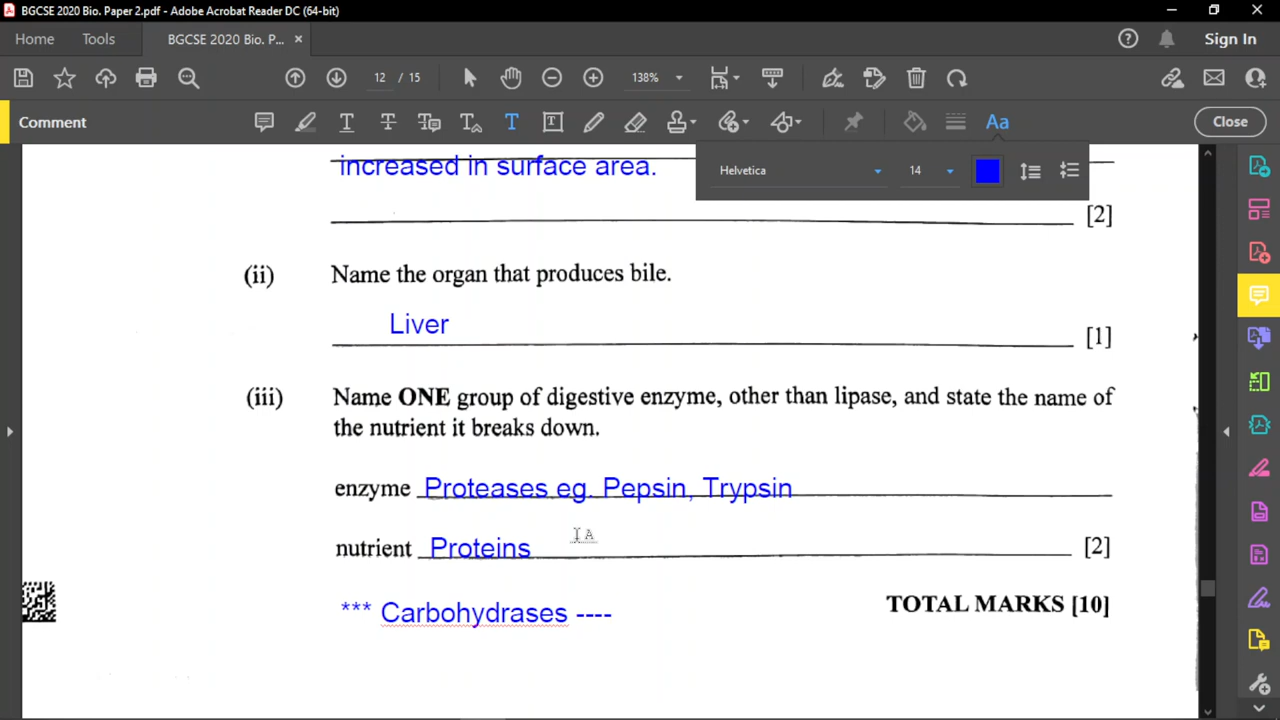 BGCSE 2020 Bio. Paper 2.pdf - Adobe Acrobat Reader DC (64-bit)
Home Tools BGCSE 2020 Bio. P... × Sign In
12 / 15 138%
Comment Aa Close
Helvetica 14
increased in surface area.
[2]
(ii) Name the organ that produces bile.
Liver
[1]
(iii) Name ONE group of digestive enzyme, other than lipase, and state the name of
the nutrient it breaks down.
enzyme Proteases eg. Pepsin, Trypsin
nutrient Proteins [2]
*** Carbohydrases ----
TOTAL MARKS [10]